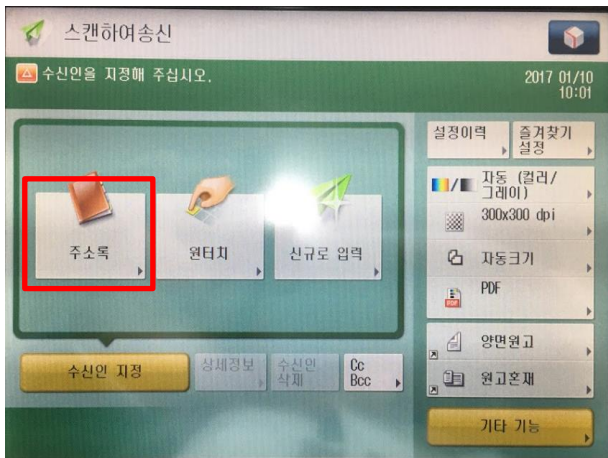 스캔하여송신
수신인을 지정해 주십시오.
2017 01/10
10:01
주소록
원터치
신규로 입력
수신인 지정
상세정보
수신인
삭제
Cc
Bcc
설정이력
즐겨찾기
설정
자동 (컬러/
그레이)
300x300 dpi
자동크기
PDF
PDF
양면원고
원고혼재
기타 기능